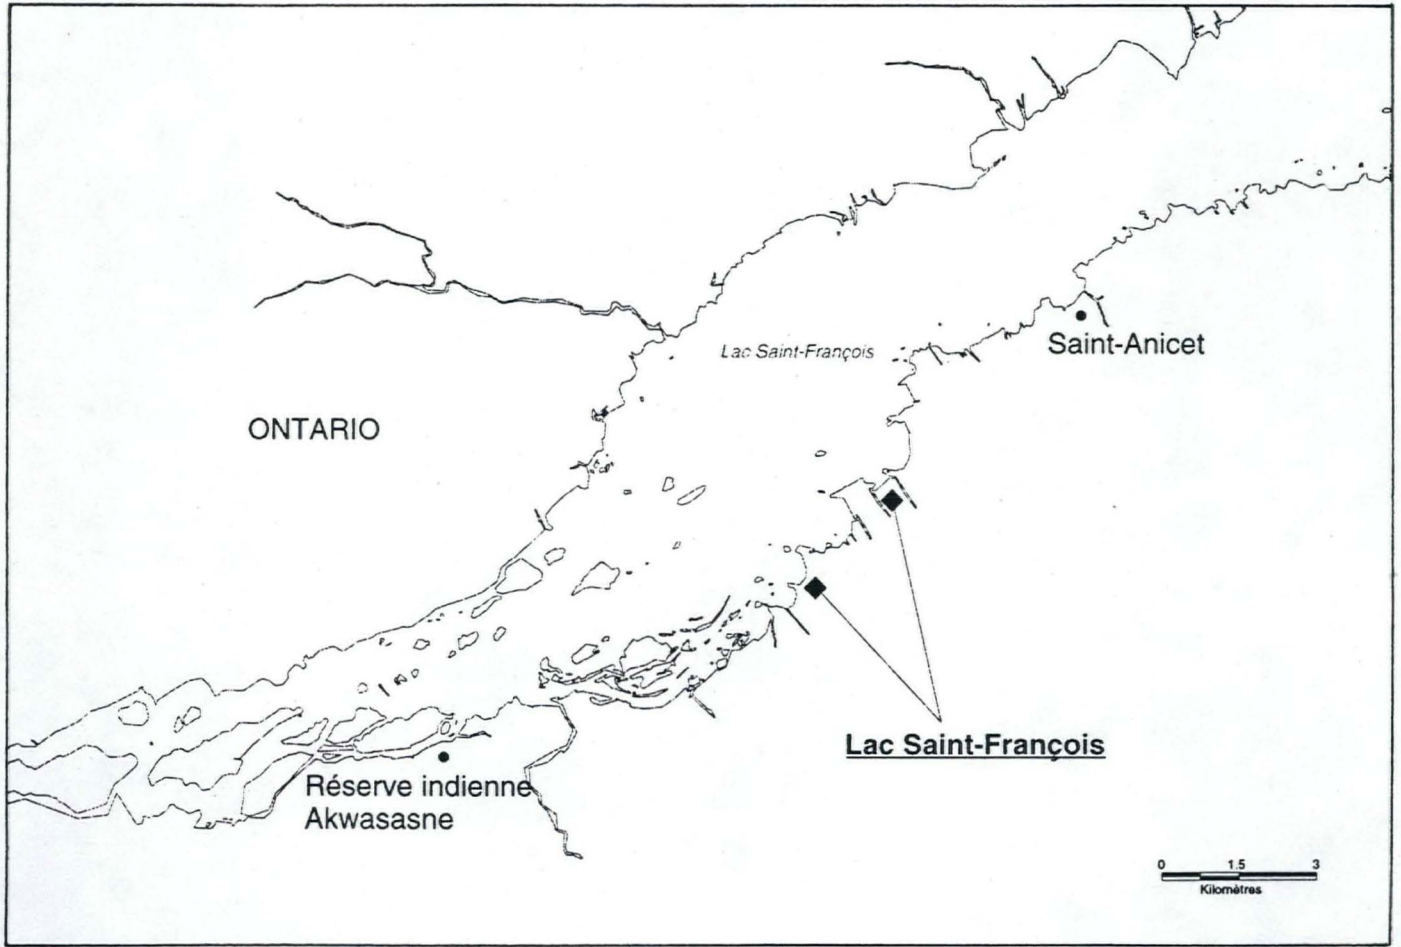 Lac Saint-François
Saint-Anicet
ONTARIO
Lac Saint-François
Réserve indienne
Akwasasne
0 1.5 3
Kilomètres